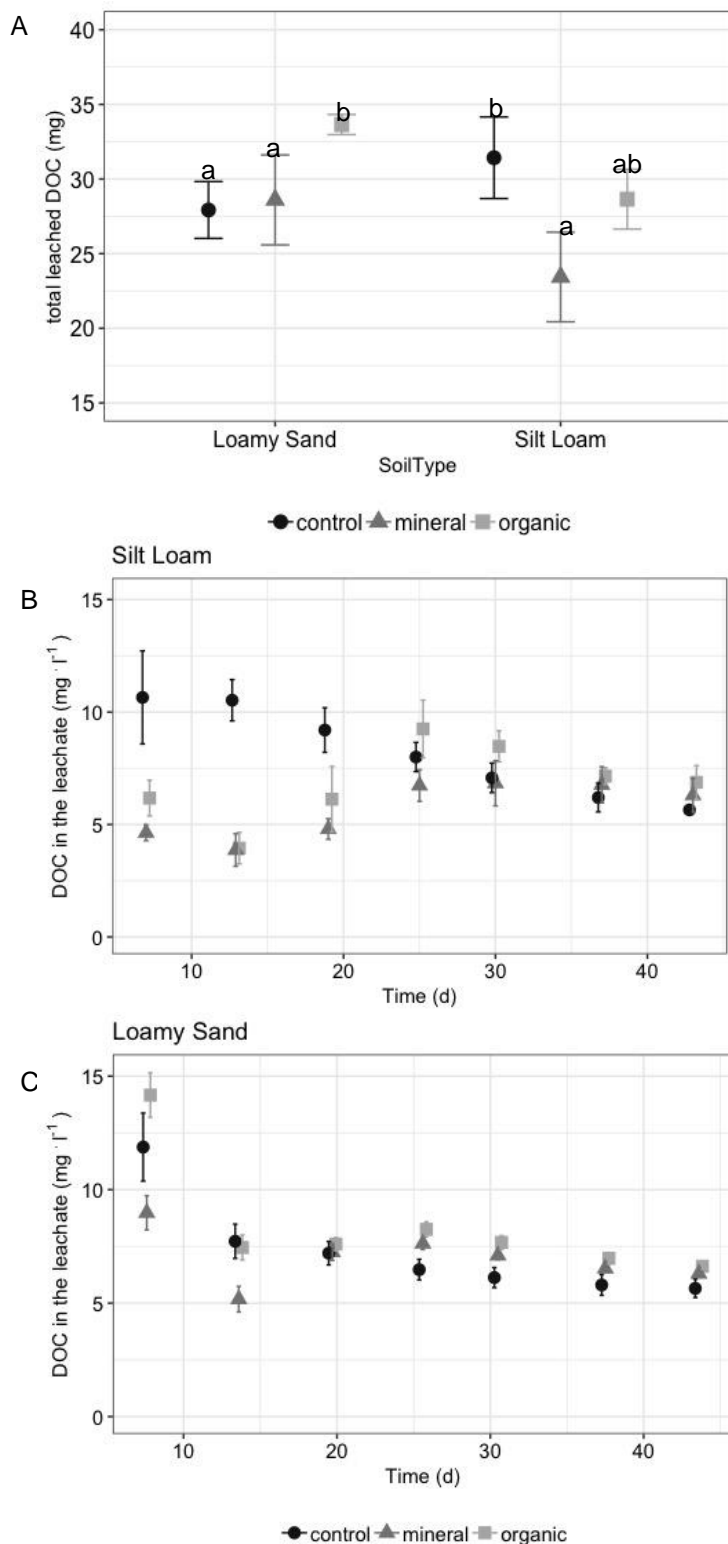 A
total leached DOC (mg)
40
35
30
25
20
15
a
a
b
b
a
ab
Loamy Sand
Silt Loam
SoilType
control mineral organic
Silt Loam
B
DOC in the leachate (mg · l⁻¹ )
15
10
5
0
10 20 30 40
Time (d)
Loamy Sand
C
DOC in the leachate (mg · l⁻¹ )
15
10
5
0
10 20 30 40
Time (d)
control mineral organic